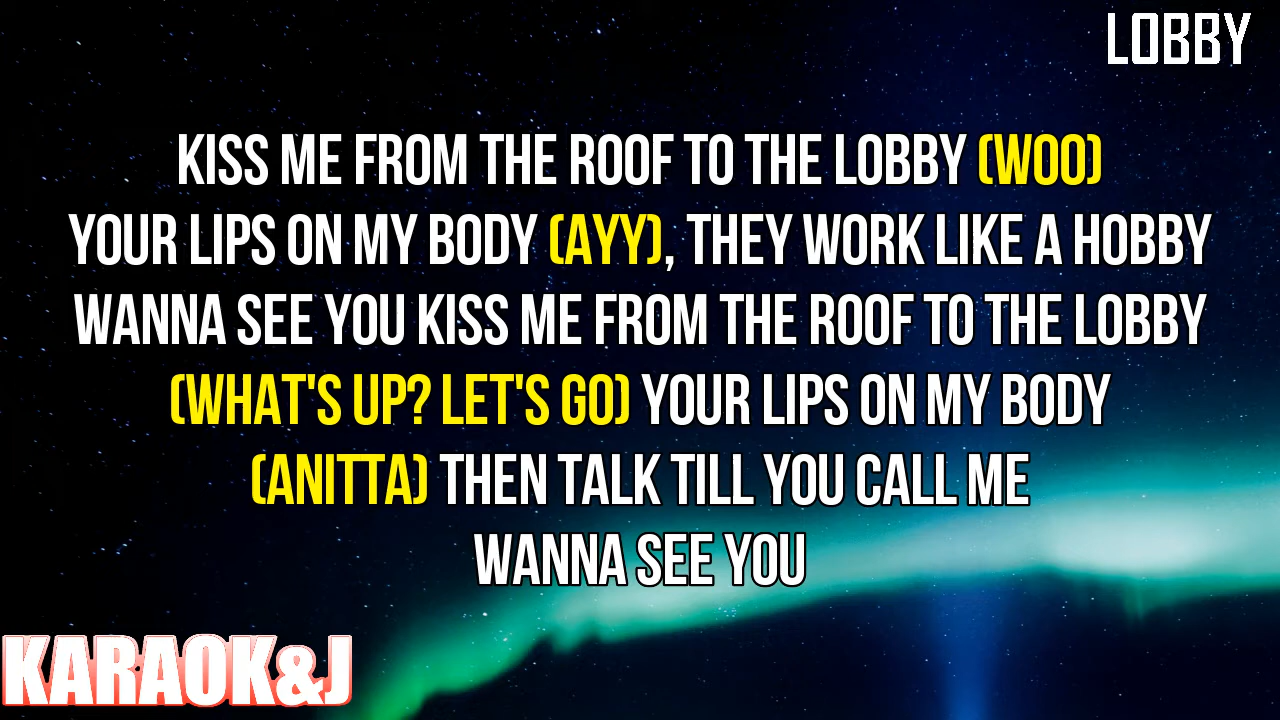 LOBBY
KISS ME FROM THE ROOF TO THE LOBBY (WOO)
YOUR LIPS ON MY BODY (AYY), THEY WORK LIKE A HOBBY
WANNA SEE YOU KISS ME FROM THE ROOF TO THE LOBBY
(WHAT'S UP? LET'S GO) YOUR LIPS ON MY BODY
(ANITTA) THEN TALK TILL YOU CALL ME
WANNA SEE YOU
KARAOK&J